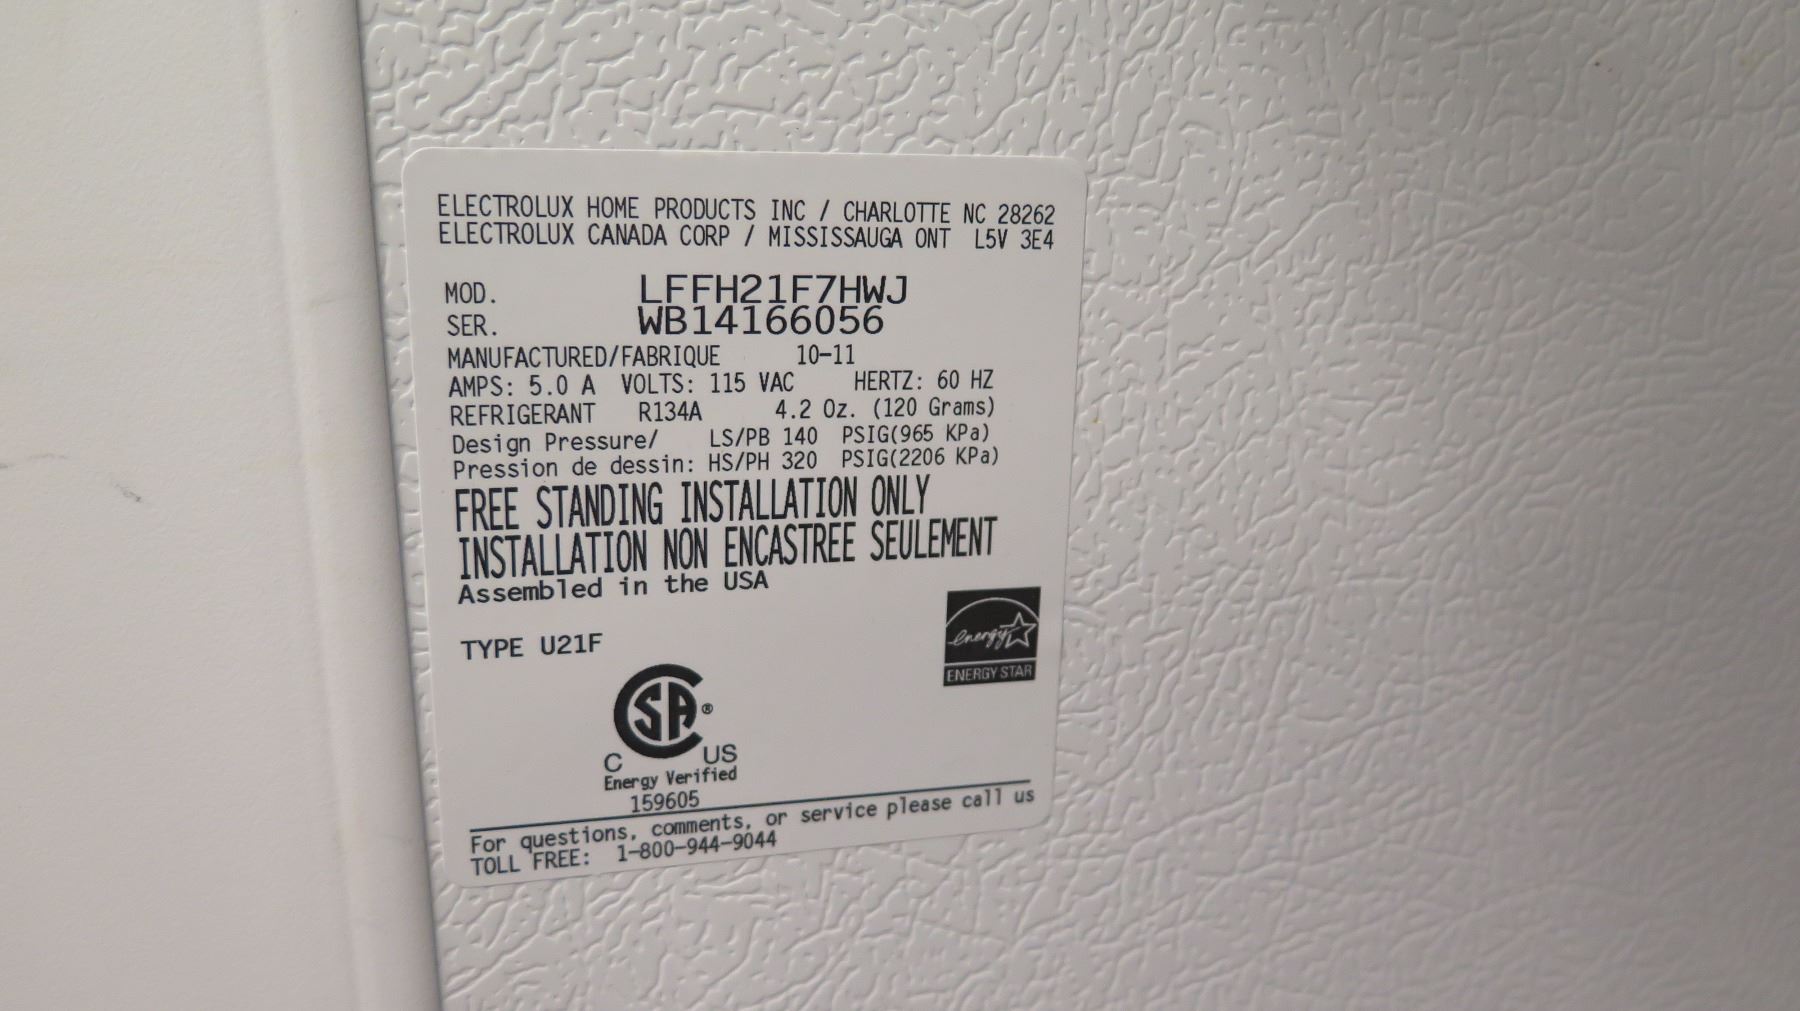 ELECTROLUX HOME PRODUCTS INC / CHARLOTTE NC 28262
ELECTROLUX CANADA CORP / MISSISSAUGA ONT L5V 3E4
MOD. LFFH21F7HWJ
SER. WB14166056
MANUFACTURED/FABRIQUE 10-11
AMPS: 5.0 A VOLTS: 115 VAC HERTZ: 60 HZ
REFRIGERANT R134A 4.2 Oz. (120 Grams)
Design Pressure/ LS/PB 140 PSIG(965 KPa)
Pression de dessin: HS/PH 320 PSIG(2206 KPa)
FREE STANDING INSTALLATION ONLY
INSTALLATION NON ENCASTREE SEULEMENT
Assembled in the USA
energy
ENERGY STAR
TYPE U21F
CSA ®
C US
Energy Verified
159605
For questions, comments, or service please call us
TOLL FREE: 1-800-944-9044